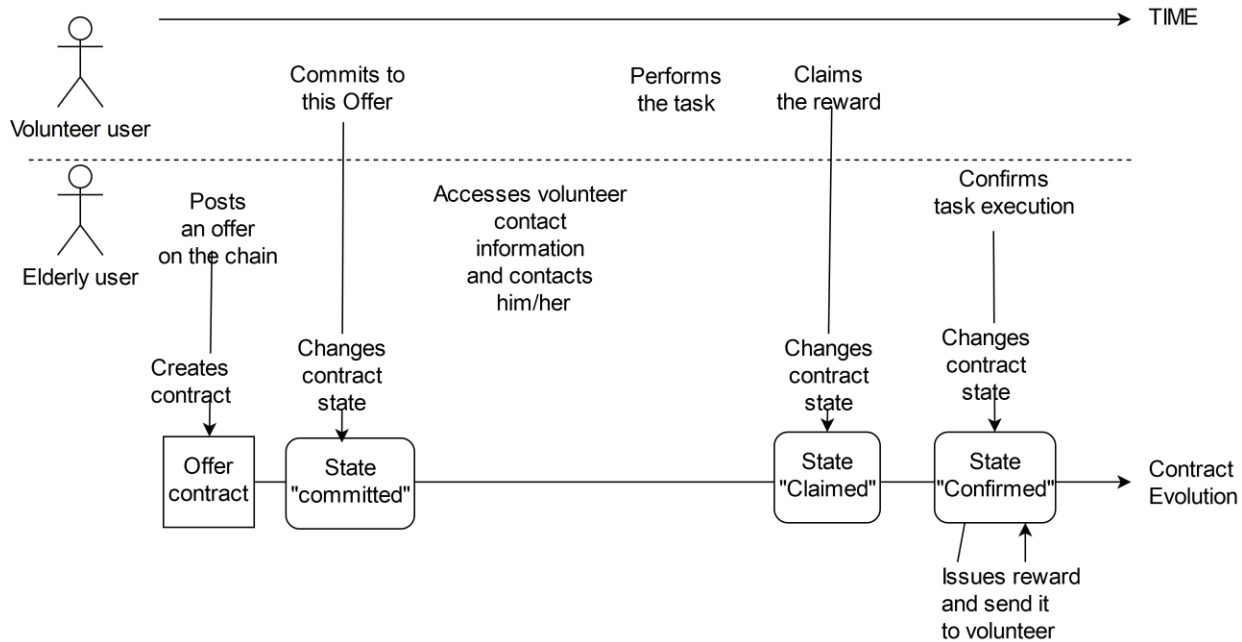 TIME
Volunteer user
Commits to
this Offer
Performs
the task
Claims
the reward
Elderly user
Posts
an offer
on the chain
Accesses volunteer
contact
information
and contacts
him/her
Confirms
task execution
Creates
contract
Changes
contract
state
Changes
contract
state
Changes
contract
state
Offer
contract
State
"committed"
State
"Claimed"
State
"Confirmed"
Contract
Evolution
Issues reward
and send it
to volunteer